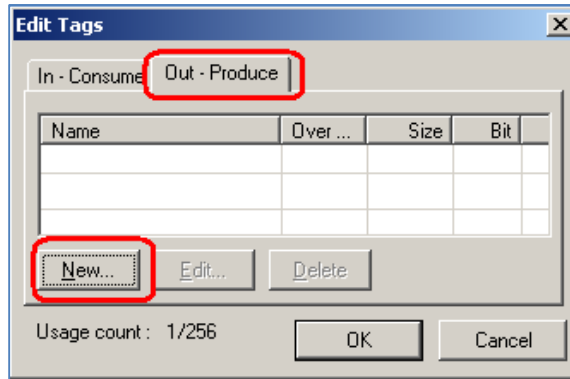 Edit Tags
In - Consume Out - Produce
Name Over ... Size Bit
New... Edit... Delete
Usage count : 1/256 OK Cancel